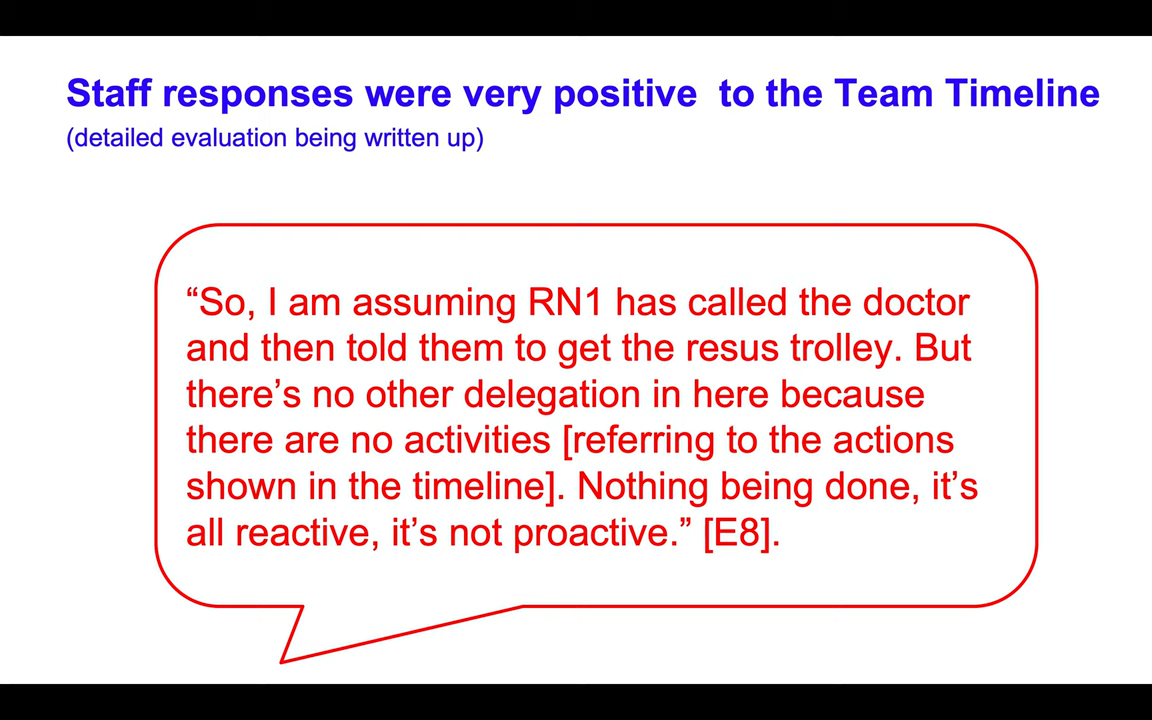 Staff responses were very positive  to the Team Timeline
(detailed evaluation being written up)
“So, I am assuming RN1 has called the doctor
and then told them to get the resus trolley. But
there’s no other delegation in here because
there are no activities [referring to the actions
shown in the timeline]. Nothing being done, it’s
all reactive, it’s not proactive.” [E8].